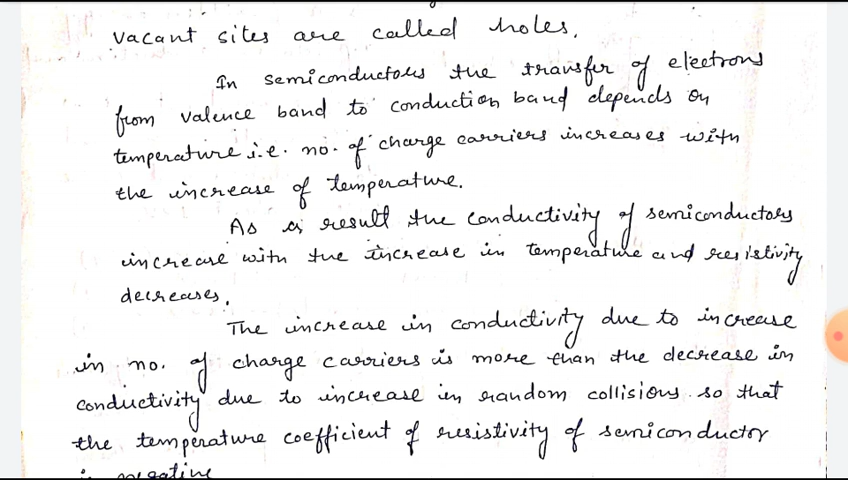 vacant sites are called holes.
In semiconductors the transfer of electrons
from valence band to conduction band depends on
temperature i.e. no. of charge carriers increases with
the increase of temperature.
As a result the conductivity of semiconductors
increase with the increase in temperature and resistivity
decreases.
The increase in conductivity due to increase
in no. of charge carriers is more than the decrease in
conductivity due to increase in random collisions. so that
the temperature coefficient of resistivity of semiconductor
is negative